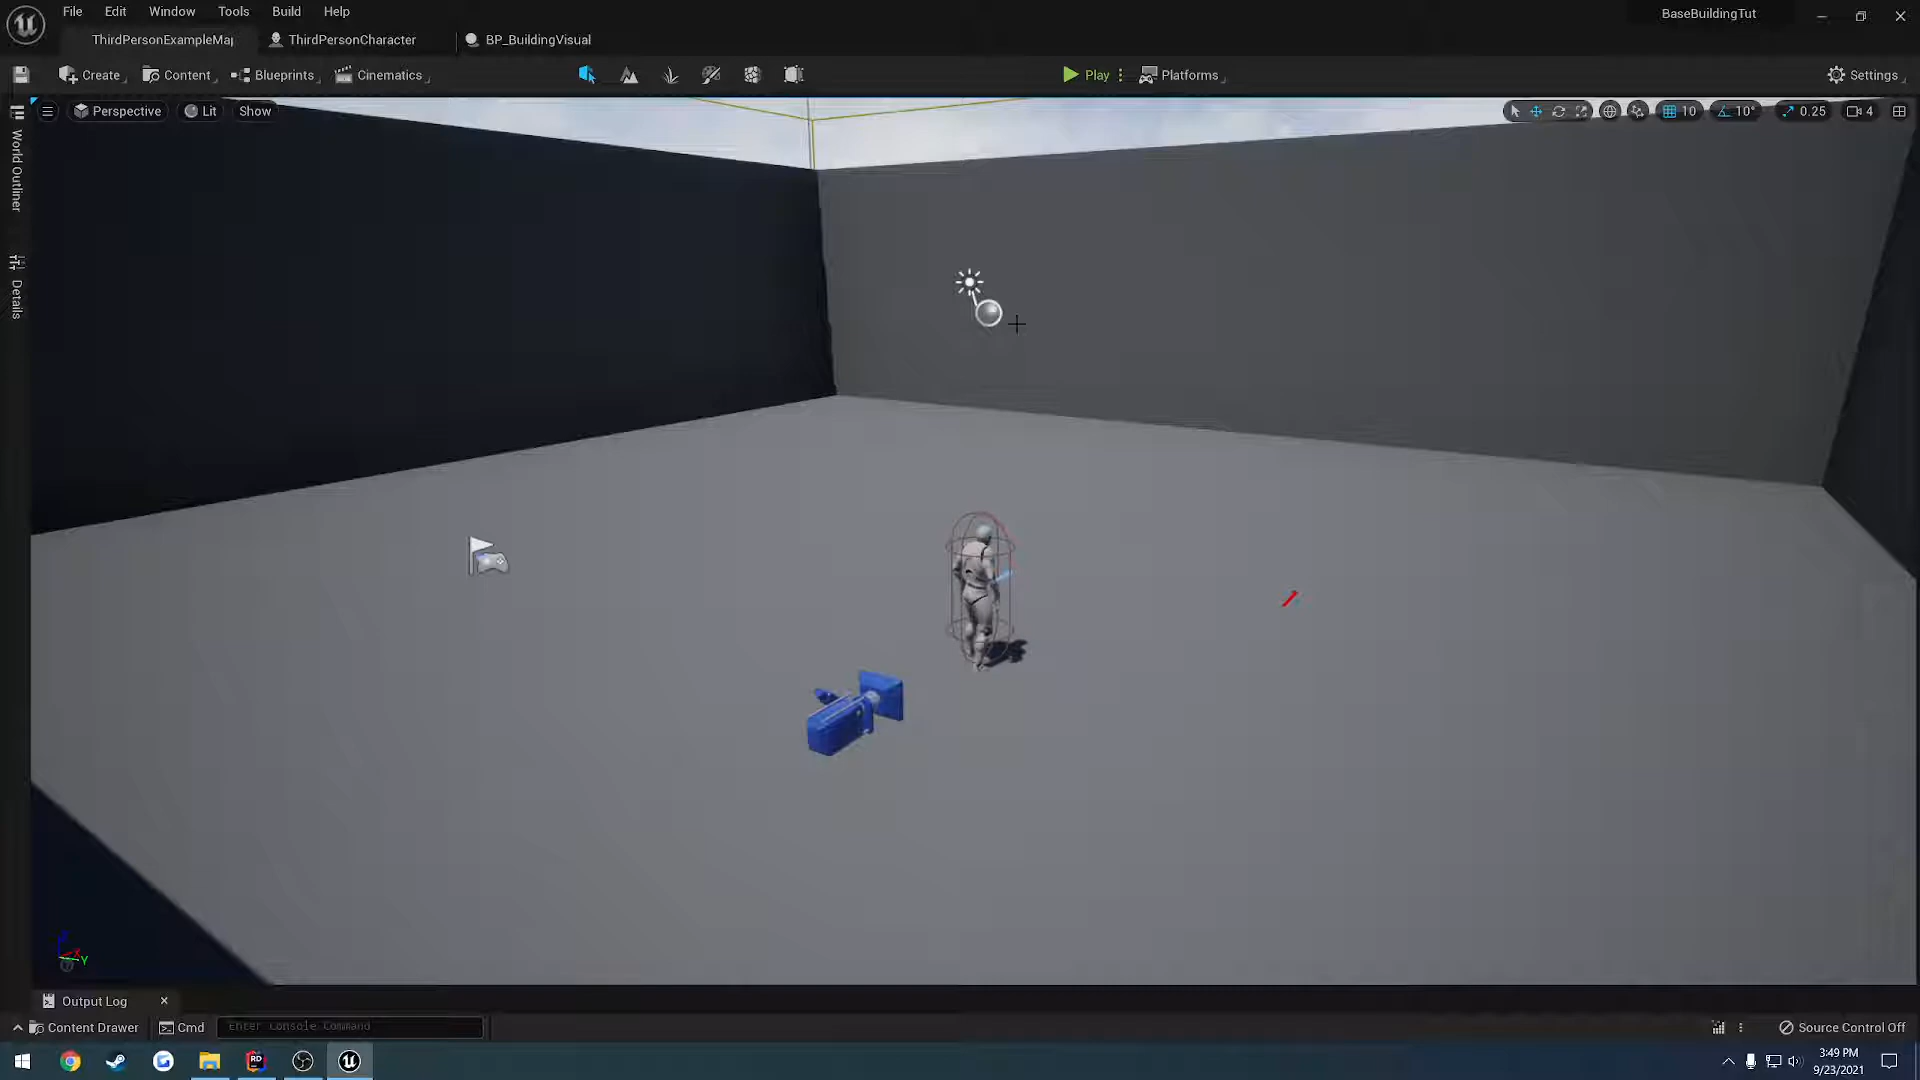 File Edit Window Tools Build Help
BaseBuildingTut
ThirdPersonExampleMap ThirdPersonCharacter BP_BuildingVisual
Create Content Blueprints Cinematics Play Platforms Settings
Perspective Lit Show 10 10° 0.25 4
World Outliner
Details
Z X Y
Output Log
Content Drawer Cmd Enter Console Command Source Control Off
RD
3:49 PM
9/23/2021